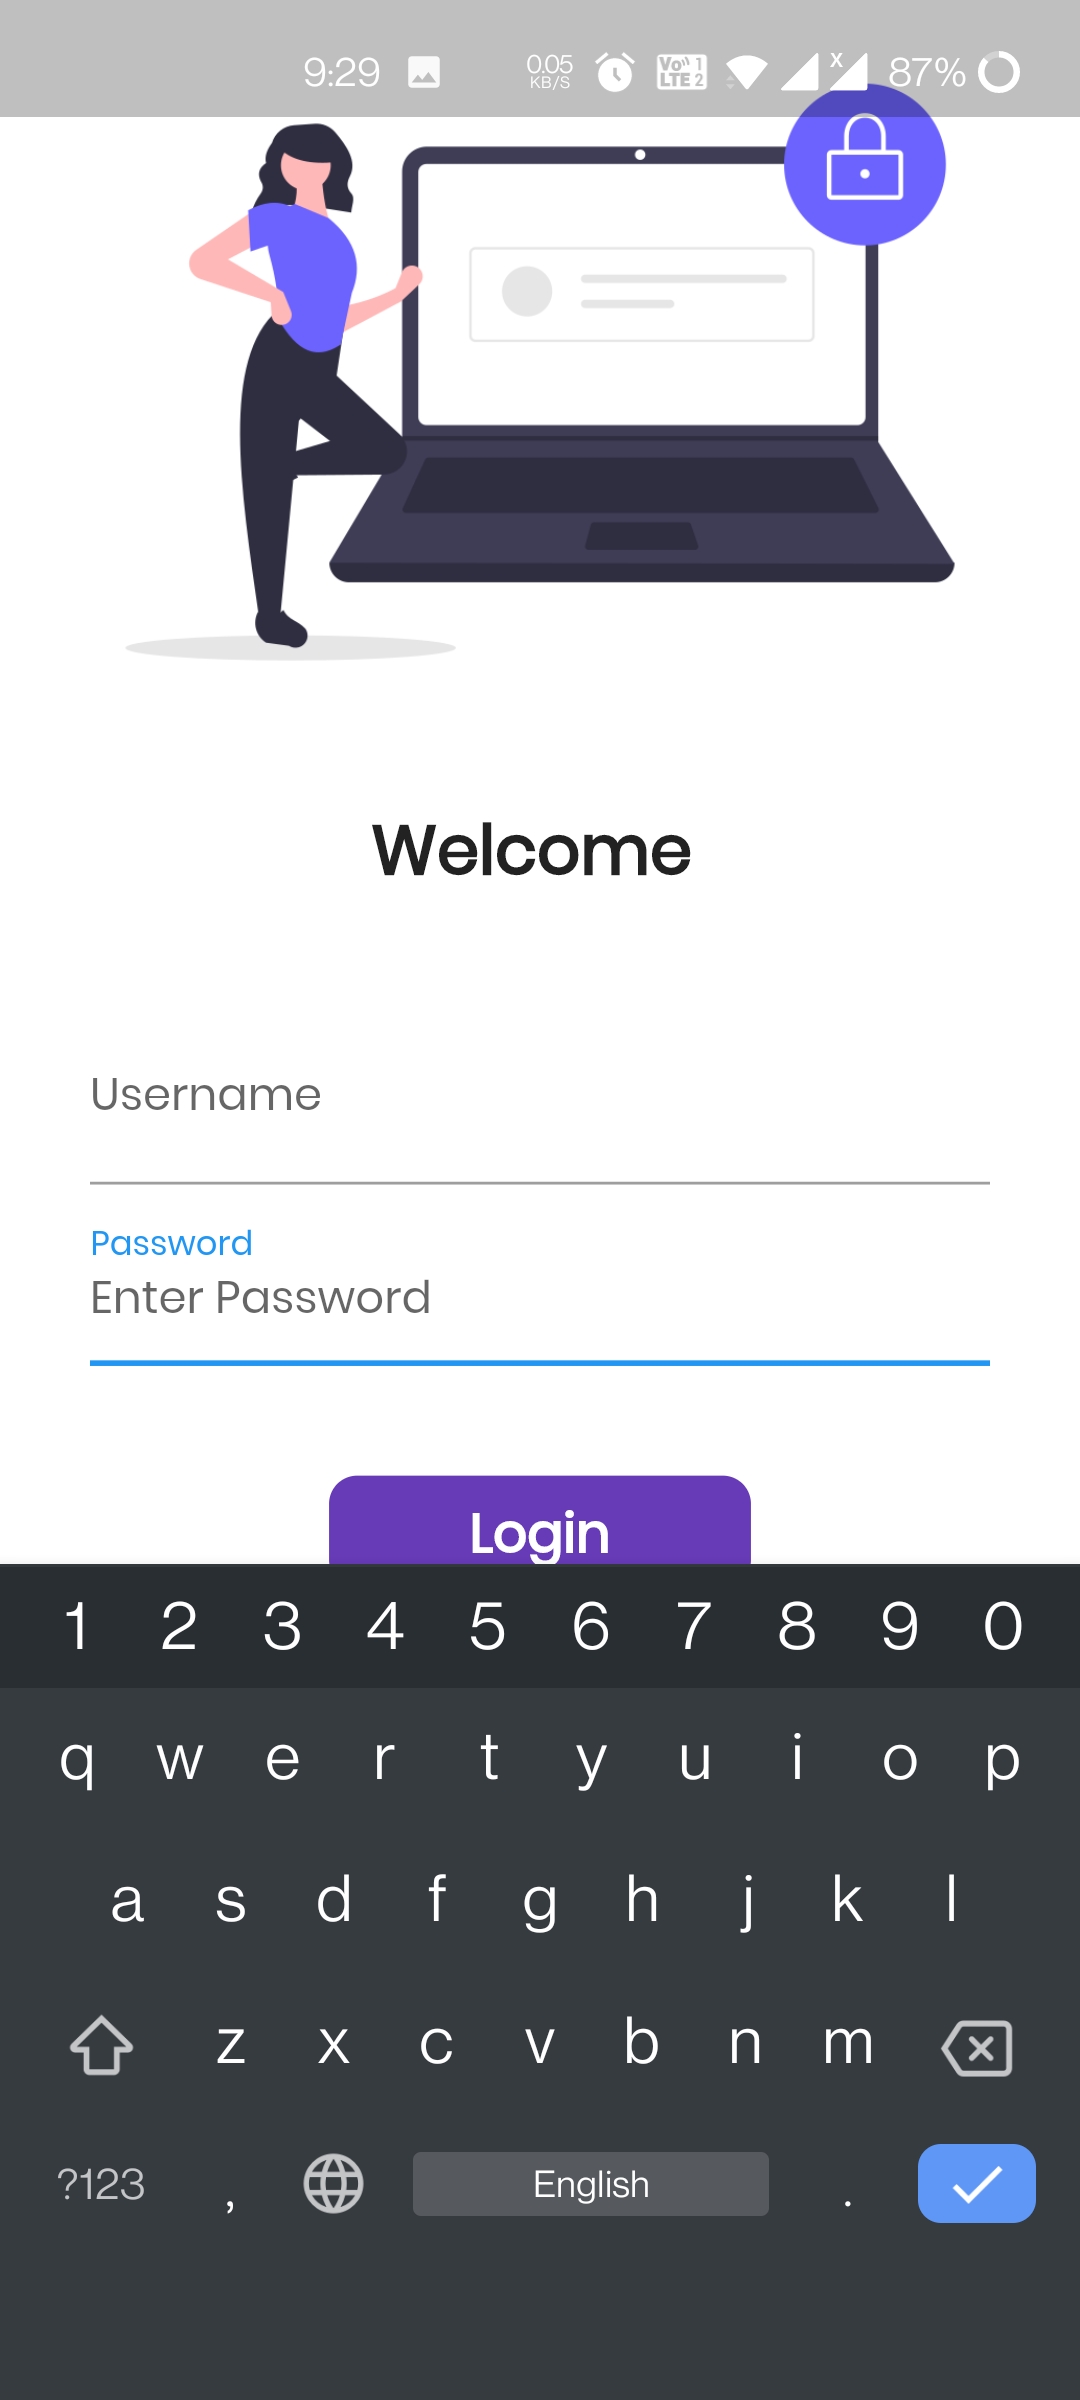 9:29 0.05 KB/S Vo)) 1 LTE 2 X 87%
Welcome
Username
Password
Enter Password
Login
1 2 3 4 5 6 7 8 9 0
q w e r t y u i o p
a s d f g h j k l
z x c v b n m
?123 , English .